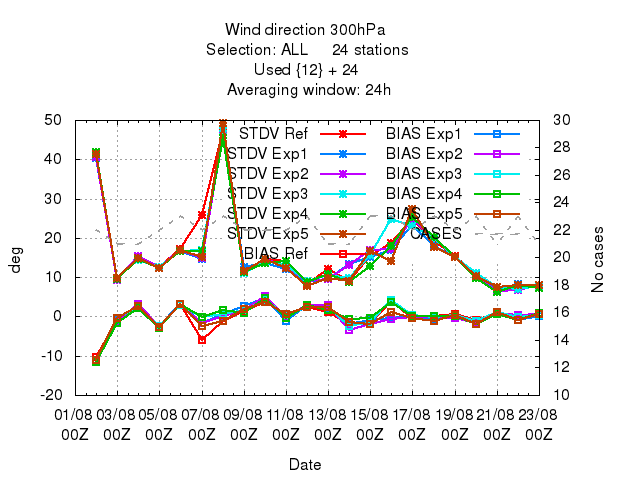 Wind direction 300hPa
Selection: ALL     24 stations
Used {12} + 24
Averaging window: 24h
50
40
30
20
10
0
-10
-20
deg
30
28
26
24
22
20
18
16
14
12
10
No cases
STDV Ref
STDV Exp1
STDV Exp2
STDV Exp3
STDV Exp4
STDV Exp5
BIAS Ref
BIAS Exp1
BIAS Exp2
BIAS Exp3
BIAS Exp4
BIAS Exp5
CASES
01/08 03/08 05/08 07/08 09/08 11/08 13/08 15/08 17/08 19/08 21/08 23/08
00Z 00Z 00Z 00Z 00Z 00Z 00Z 00Z 00Z 00Z 00Z 00Z
Date